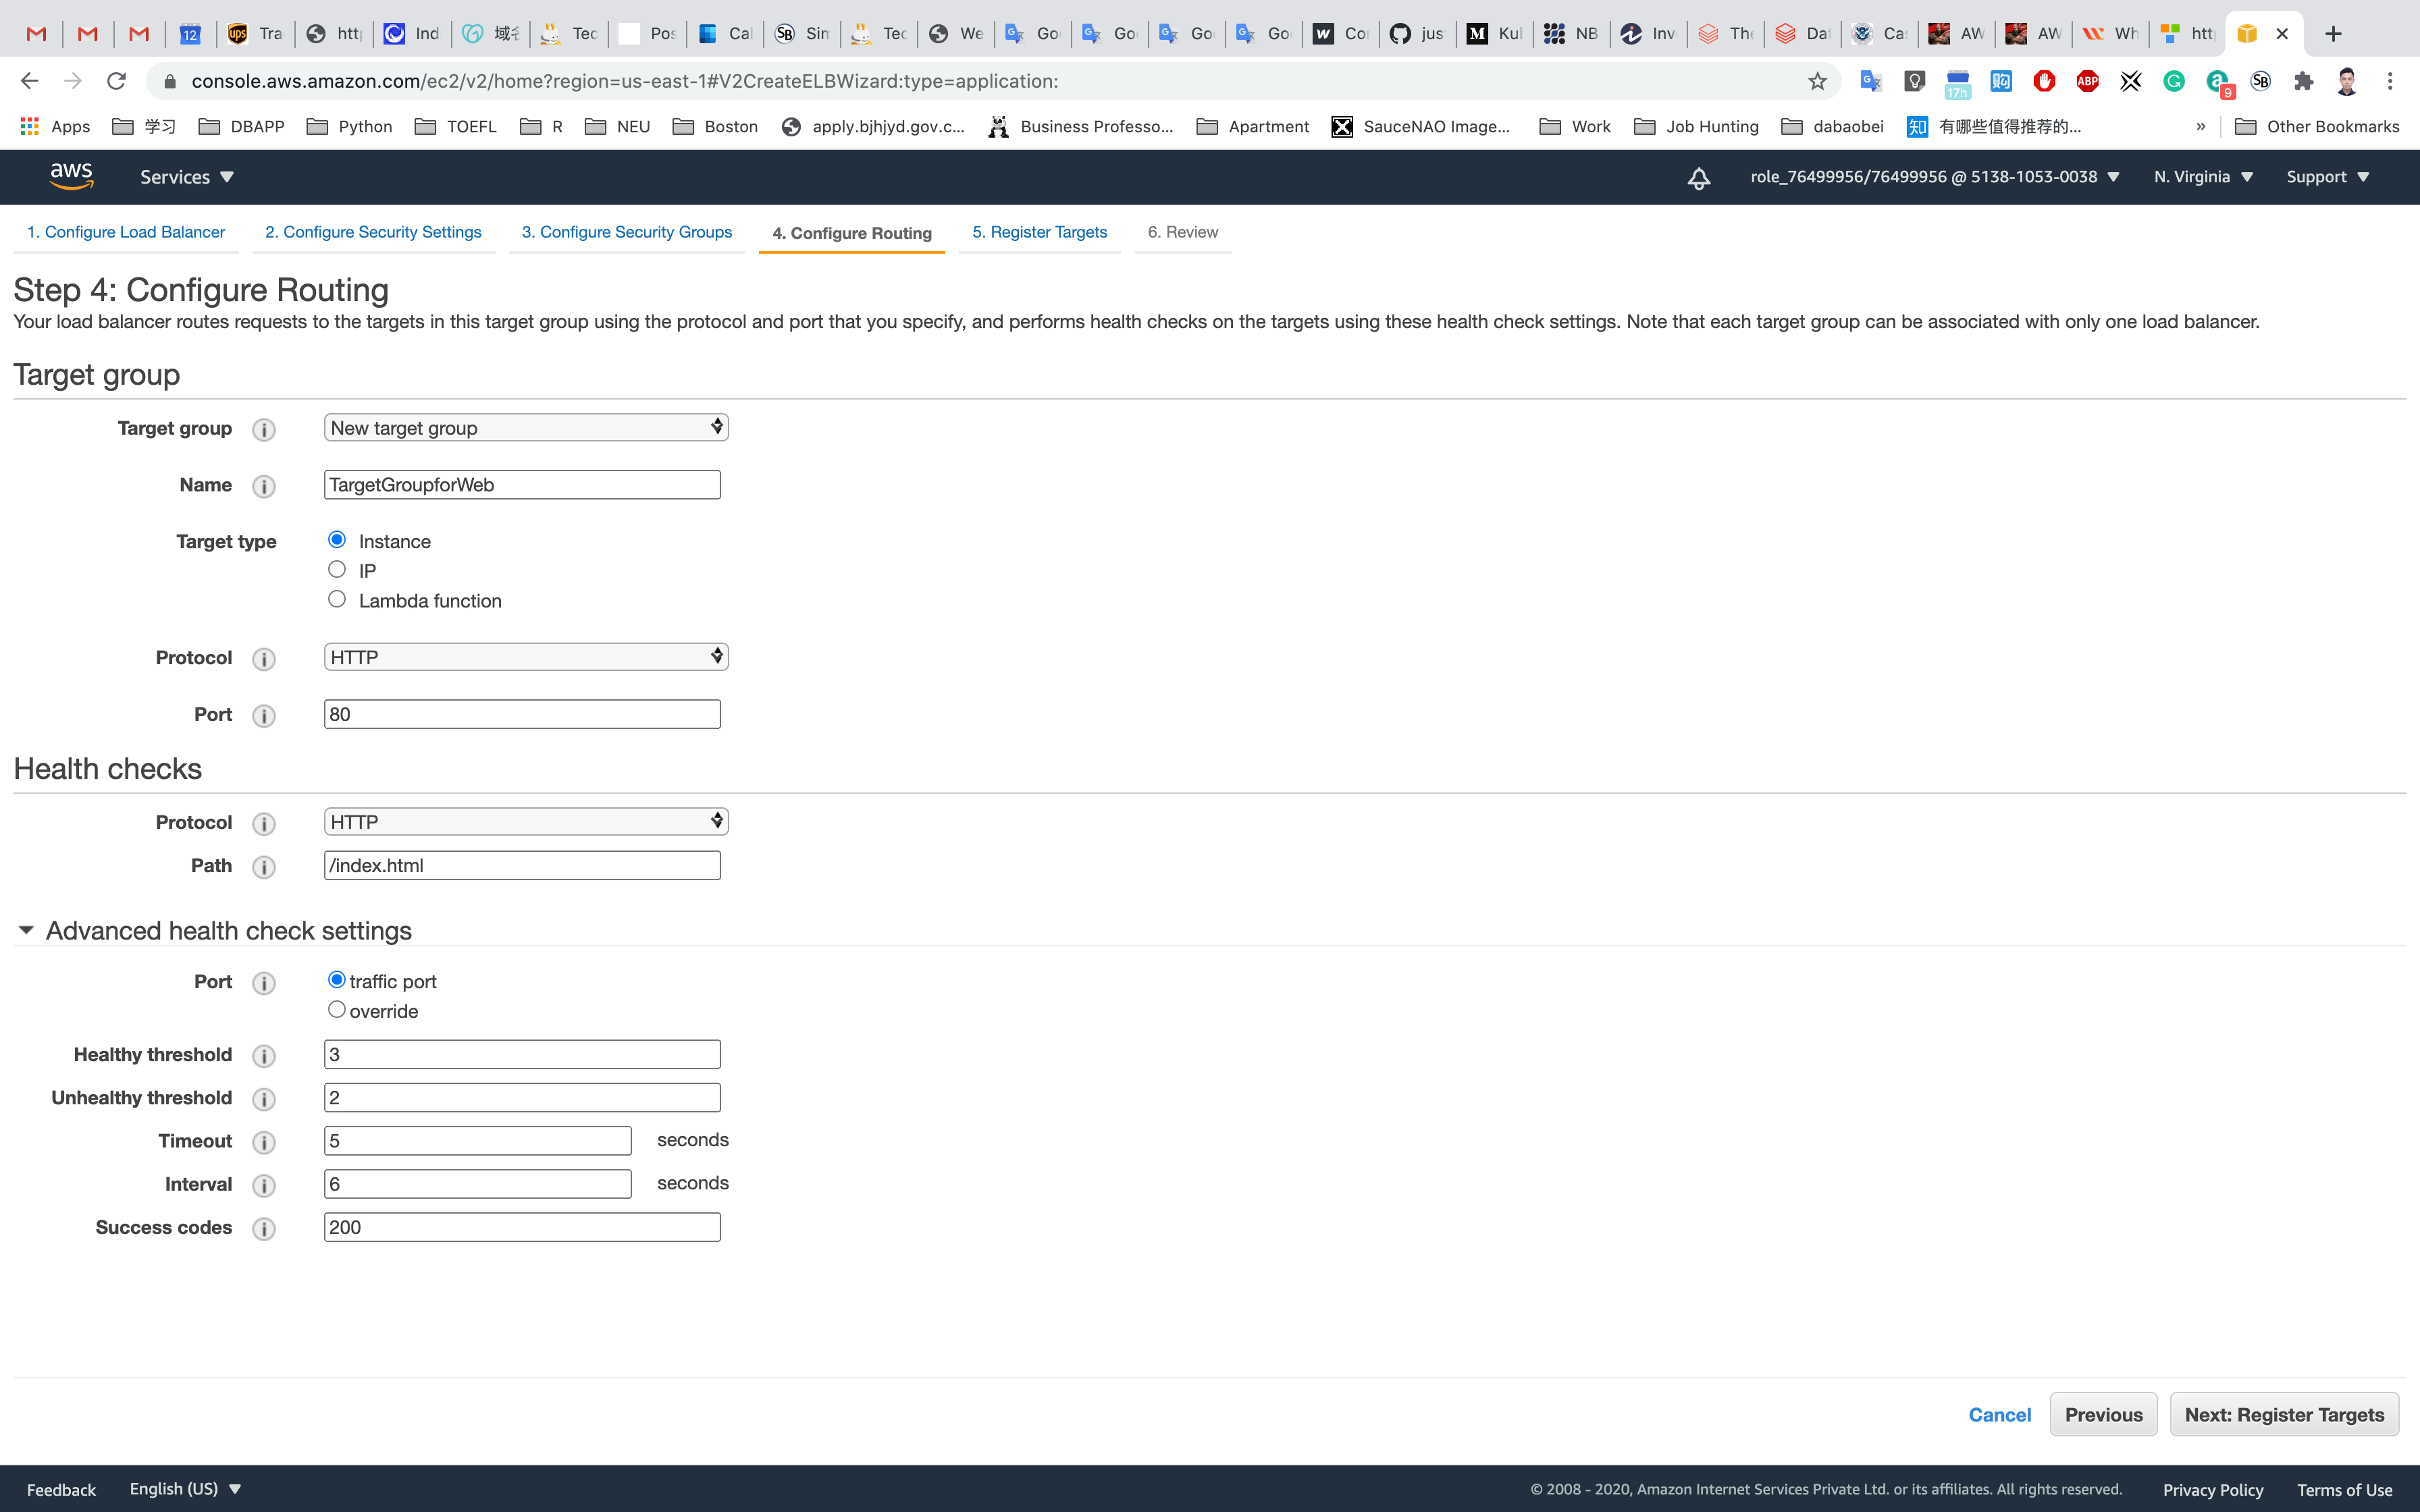 12
Tra
htt
Ind
Tec
Pos
Cal
Sim
Tec
We
Go
Go
Go
Go
Co
jus
Kul
NB
Inv
The
Dat
Ca
AW
AW
Wh
htt
console.aws.amazon.com/ec2/v2/home?region=us-east-1#V2CreateELBWizard:type=application:
17h
ABP
9
Apps
学习
DBAPP
Python
TOEFL
R
NEU
Boston
apply.bjhjyd.gov.c...
Business Professo...
Apartment
SauceNAO Image...
Work
Job Hunting
dabaobei
知 有哪些值得推荐的...
»
Other Bookmarks
aws
Services
role_76499956/76499956 @ 5138-1053-0038
N. Virginia
Support
1. Configure Load Balancer
2. Configure Security Settings
3. Configure Security Groups
4. Configure Routing
5. Register Targets
6. Review
Step 4: Configure Routing
Your load balancer routes requests to the targets in this target group using the protocol and port that you specify, and performs health checks on the targets using these health check settings. Note that each target group can be associated with only one load balancer.
Target group
Target group New target group
Name TargetGroupforWeb
Target type Instance
IP
Lambda function
Protocol HTTP
Port 80
Health checks
Protocol HTTP
Path /index.html
Advanced health check settings
Port traffic port
override
Healthy threshold 3
Unhealthy threshold 2
Timeout 5 seconds
Interval 6 seconds
Success codes 200
Cancel
Previous
Next: Register Targets
Feedback
English (US)
© 2008 - 2020, Amazon Internet Services Private Ltd. or its affiliates. All rights reserved.
Privacy Policy
Terms of Use